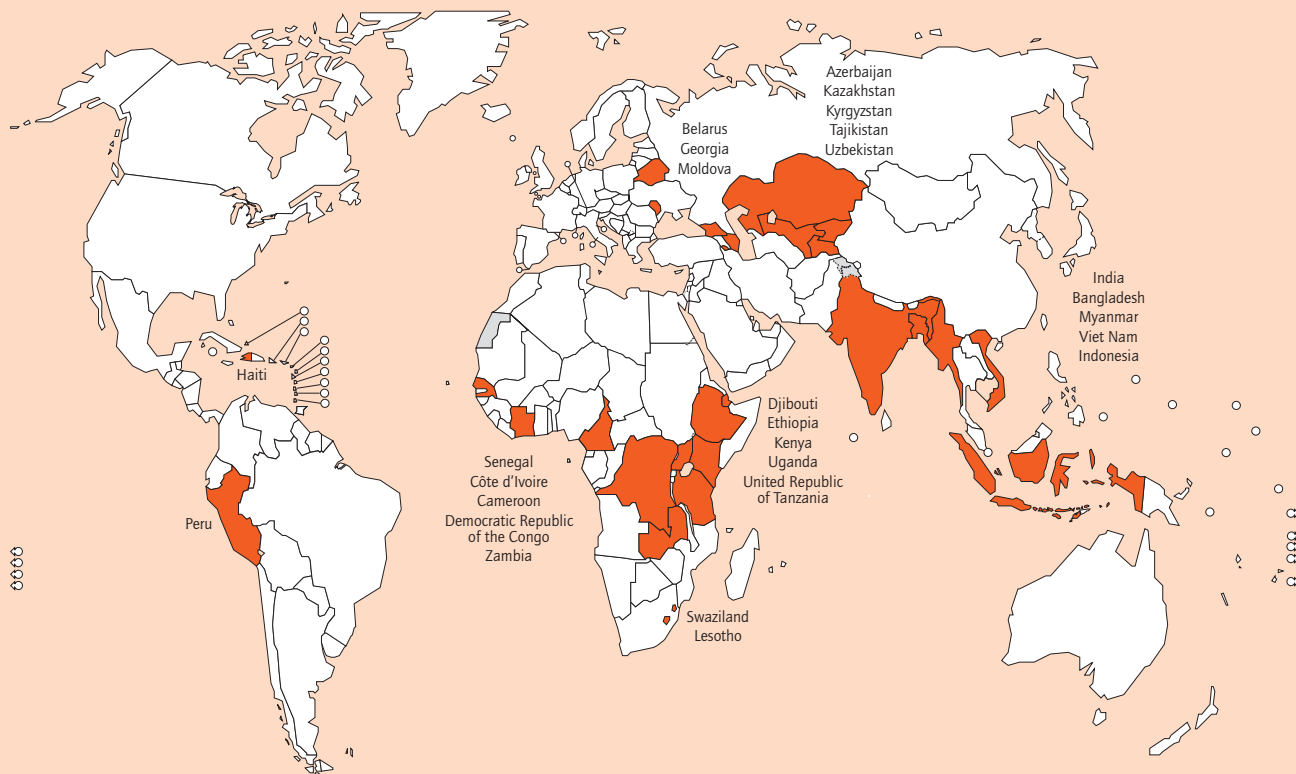 Azerbaijan
Kazakhstan
Kyrgyzstan
Tajikistan
Uzbekistan
Belarus
Georgia
Moldova
India
Bangladesh
Myanmar
Viet Nam
Indonesia
Haiti
Djibouti
Ethiopia
Kenya
Uganda
United Republic
of Tanzania
Senegal
Côte d'Ivoire
Cameroon
Democratic Republic
of the Congo
Zambia
Peru
Swaziland
Lesotho